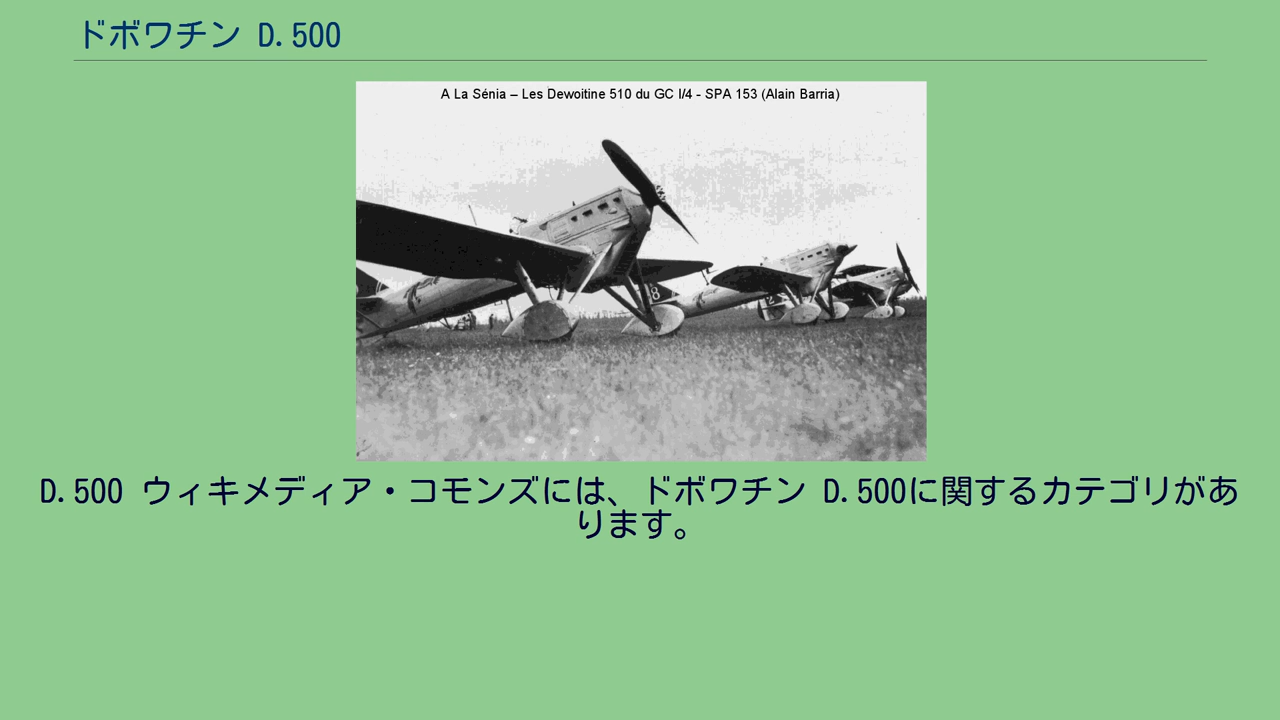 ドボワチン D.500
A La Sénia – Les Dewoitine 510 du GC I/4 - SPA 153 (Alain Barria)
8
D.500 ウィキメディア・コモンズには、ドボワチン D.500に関するカテゴリがあ
ります。